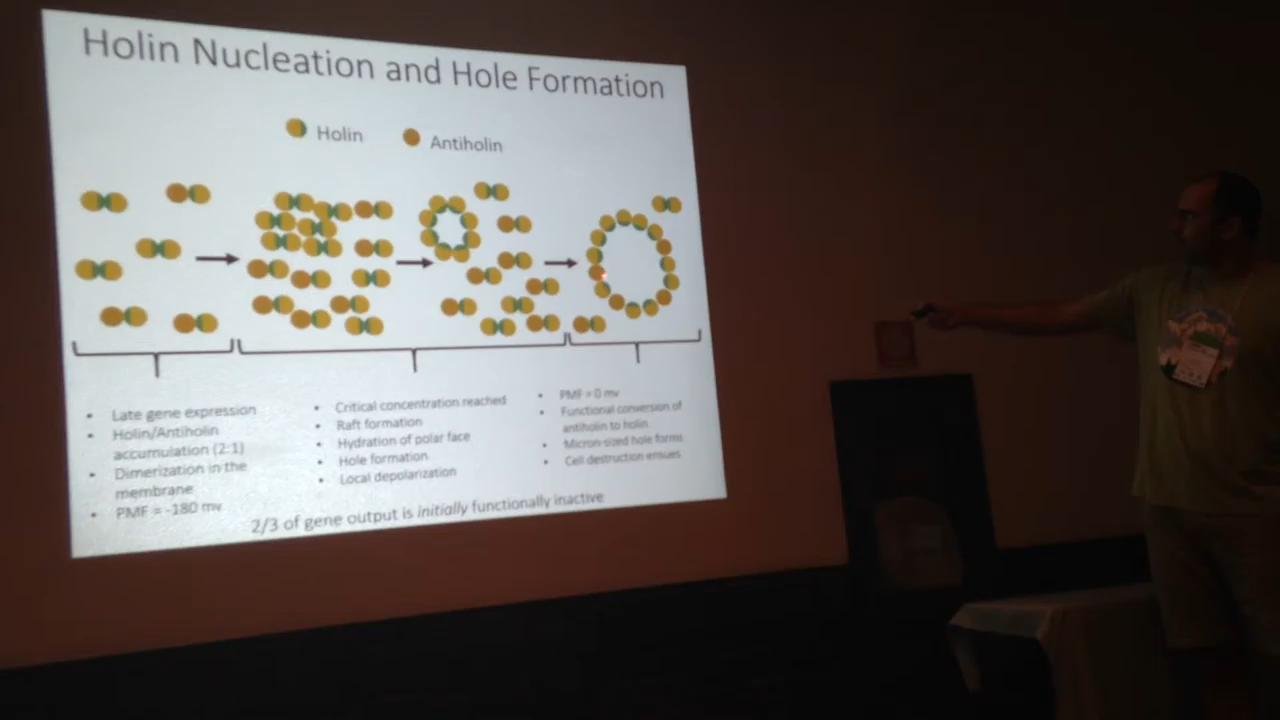 Holin Nucleation and Hole Formation
Holin
Antiholin
• Late gene expression
• Holin/Antiholin
accumulation (2:1)
• Dimerization in the
membrane
• PMF = -180 mv
• Critical concentration reached
• Raft formation
• Hydration of polar face
• Hole formation
• Local depolarization
• PMF = 0 mv
• Functional conversion of
antiholin to holin
• Micron-sized hole forms
• Cell destruction ensues
2/3 of gene output is initially functionally inactive